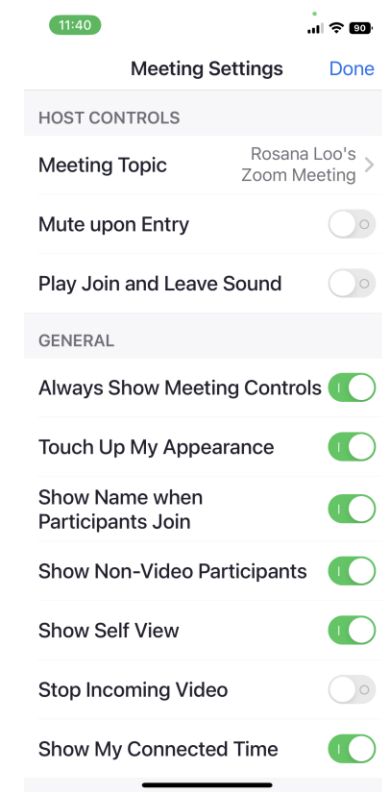 11:40
90
Meeting Settings Done
HOST CONTROLS
Meeting Topic Rosana Loo's
Zoom Meeting
Mute upon Entry
Play Join and Leave Sound
GENERAL
Always Show Meeting Controls
Touch Up My Appearance
Show Name when
Participants Join
Show Non-Video Participants
Show Self View
Stop Incoming Video
Show My Connected Time